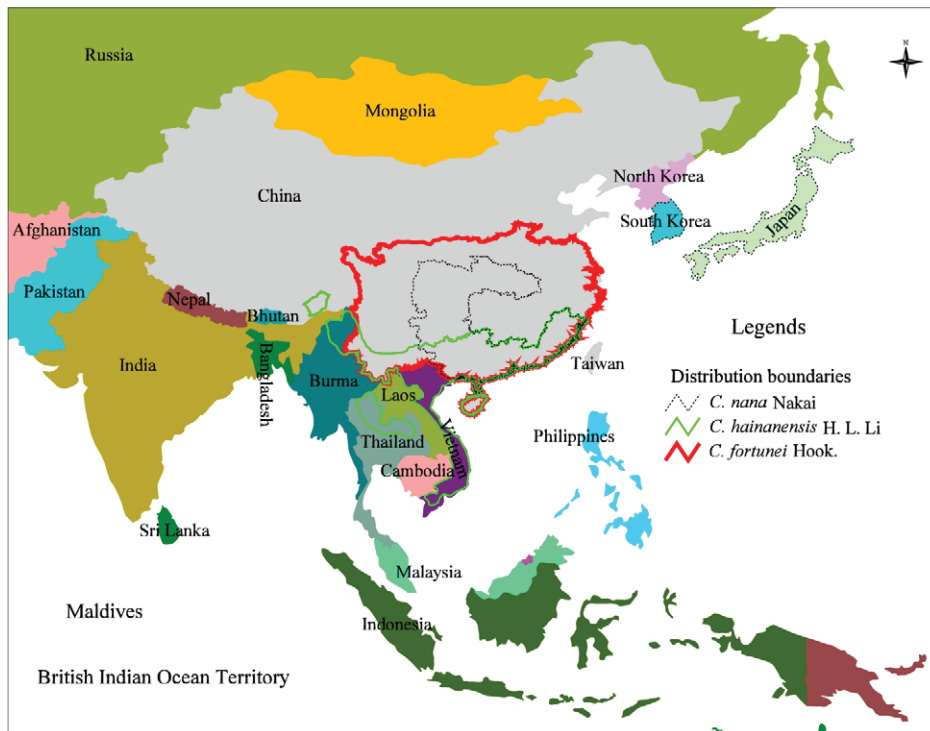 N
Russia
Mongolia
China
North Korea
South Korea
Japan
Afghanistan
Pakistan
Nepal
Bhutan
India
Bangladesh
Burma
Laos
Thailand
Vietnam
Cambodia
Taiwan
Philippines
Sri Lanka
Malaysia
Indonesia
Maldives
British Indian Ocean Territory
Legends
Distribution boundaries
C. nana Nakai
C. hainanensis H. L. Li
C. fortunei Hook.